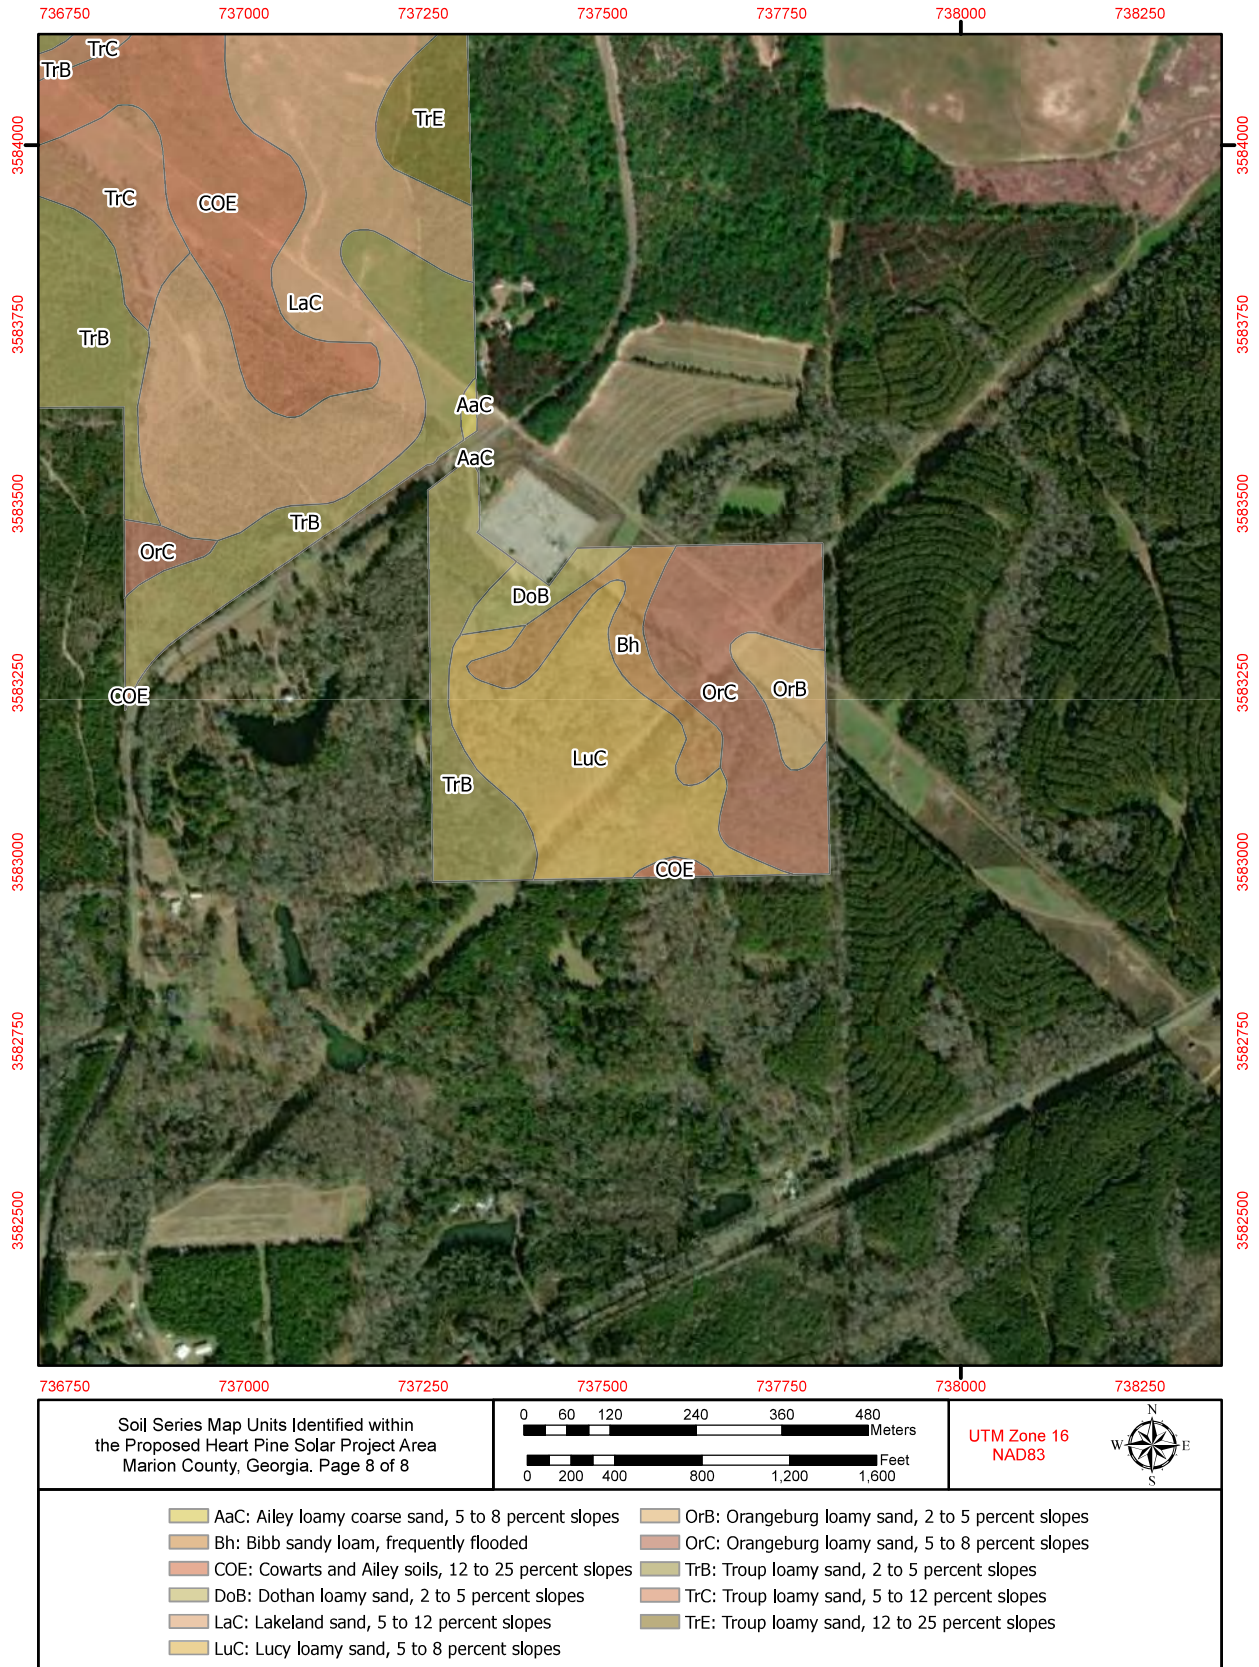 736750 737000 737250 737500 737750 738000 738250
TrC
TrB
TrE
3584000
3584000
TrC
COE
LaC
3583750
3583750
TrB
AaC
AaC
3583500
3583500
TrB
OrC
DoB
Bh
3583250
3583250
COE
OrC
OrB
LuC
TrB
3583000
3583000
COE
3582750
3582750
3582500
3582500
736750 737000 737250 737500 737750 738000 738250
Soil Series Map Units Identified within
the Proposed Heart Pine Solar Project Area
Marion County, Georgia. Page 8 of 8
0 60 120 240 360 480
Meters
Feet
0 200 400 800 1,200 1,600
UTM Zone 16
NAD83
N
W E
S
AaC: Ailey loamy coarse sand, 5 to 8 percent slopes
Bh: Bibb sandy loam, frequently flooded
COE: Cowarts and Ailey soils, 12 to 25 percent slopes
DoB: Dothan loamy sand, 2 to 5 percent slopes
LaC: Lakeland sand, 5 to 12 percent slopes
LuC: Lucy loamy sand, 5 to 8 percent slopes
OrB: Orangeburg loamy sand, 2 to 5 percent slopes
OrC: Orangeburg loamy sand, 5 to 8 percent slopes
TrB: Troup loamy sand, 2 to 5 percent slopes
TrC: Troup loamy sand, 5 to 12 percent slopes
TrE: Troup loamy sand, 12 to 25 percent slopes